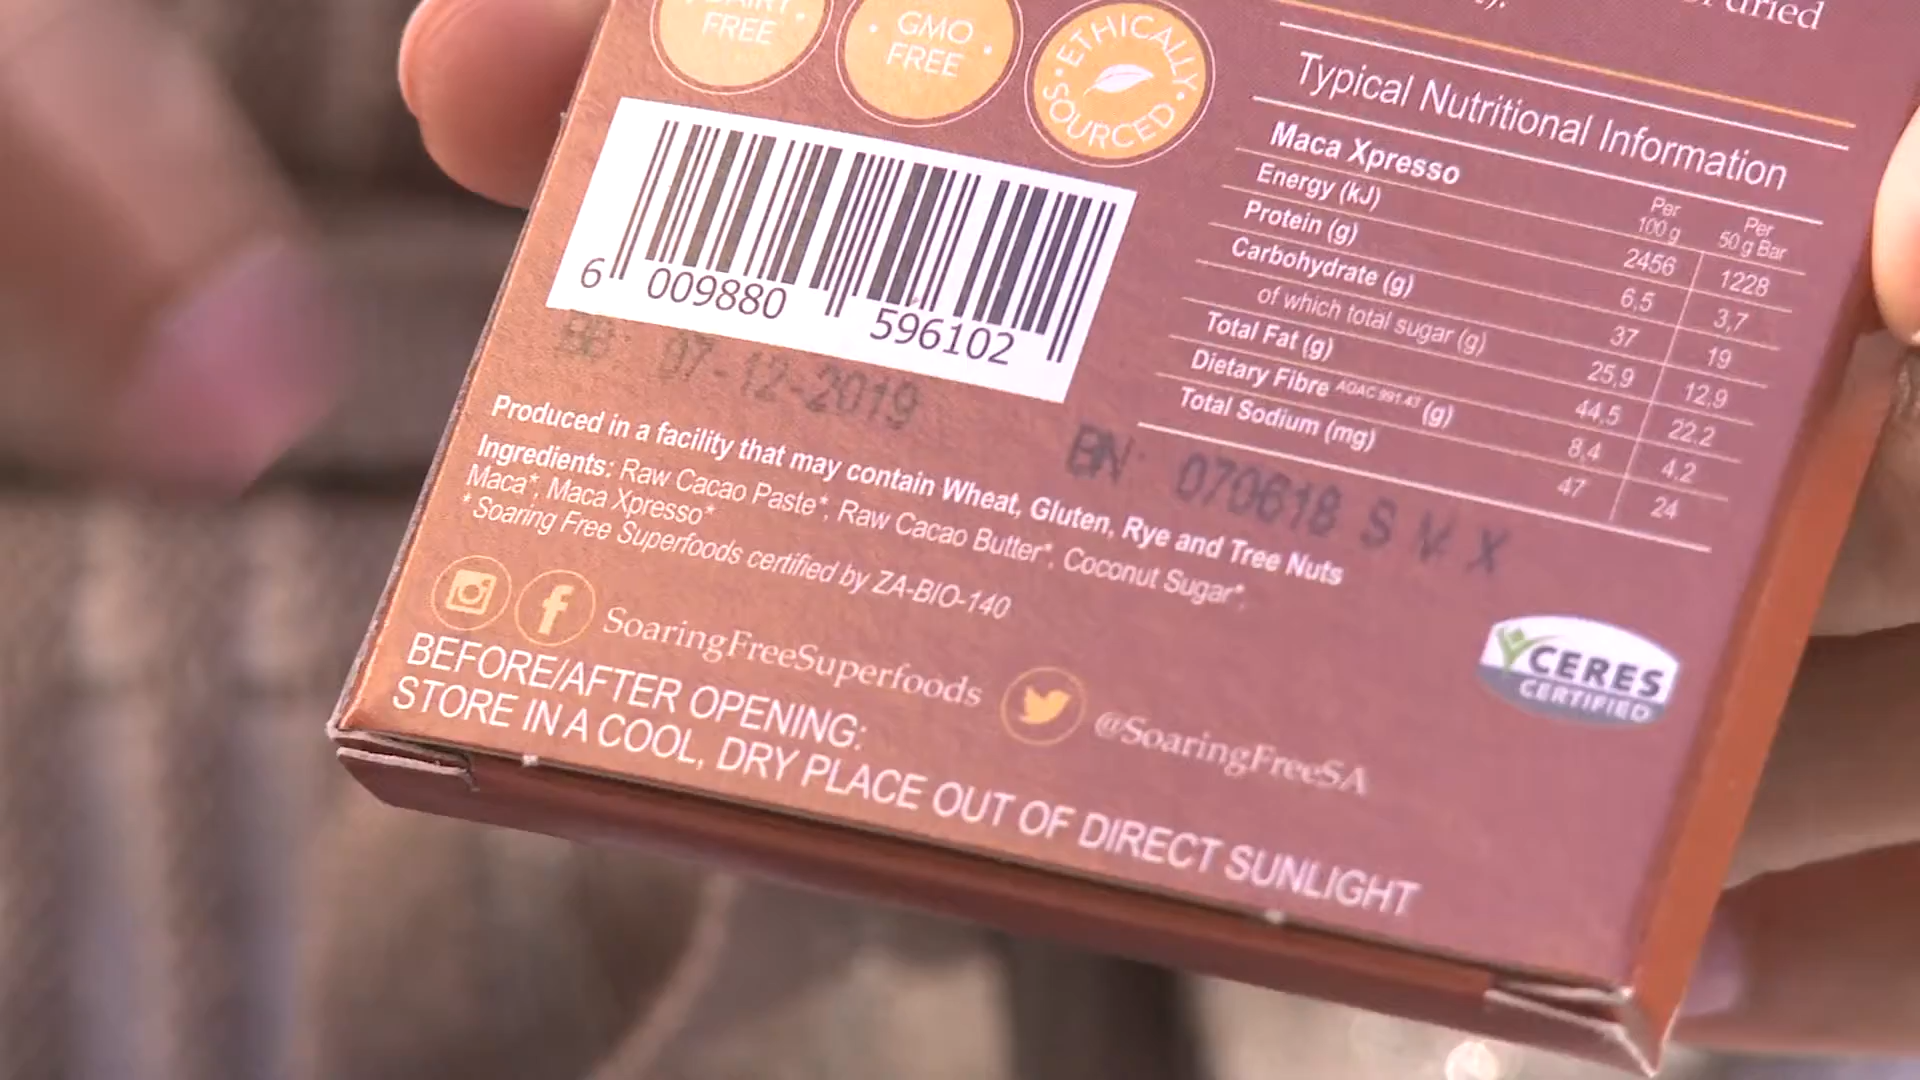 DAIRY FREE
GMO FREE
ETHICALLY SOURCED
dried
Typical Nutritional Information
Maca Xpresso
Per 100 g
Per 50 g Bar
Energy (kJ) 2456 1228
Protein (g) 6,5 3,7
Carbohydrate (g) 37 19
of which total sugar (g) 25,9 12,9
Total Fat (g) 44,5 22,2
Dietary Fibre AOAC 991.43 (g) 8,4 4,2
Total Sodium (mg) 47 24
6 009880 596102
BB: 07-12-2019
BN: 070618 S V X
Produced in a facility that may contain Wheat, Gluten, Rye and Tree Nuts
Ingredients: Raw Cacao Paste*, Raw Cacao Butter*, Coconut Sugar*,
Maca*, Maca Xpresso*
*Soaring Free Superfoods certified by ZA-BIO-140
SoaringFreeSuperfoods
@SoaringFreeSA
CERES
CERTIFIED
BEFORE/AFTER OPENING:
STORE IN A COOL, DRY PLACE OUT OF DIRECT SUNLIGHT